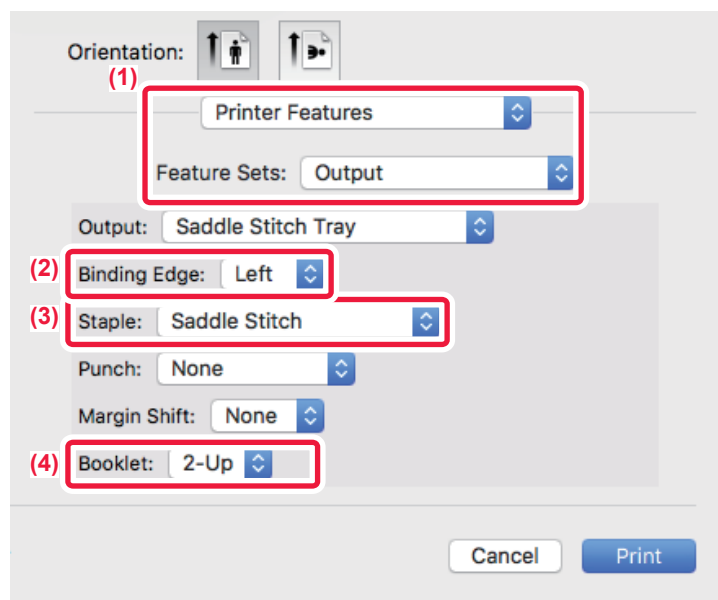 Orientation:
(1)
Printer Features
Feature Sets: Output
Output: Saddle Stitch Tray
(2) Binding Edge: Left
(3) Staple: Saddle Stitch
Punch: None
Margin Shift: None
(4) Booklet: 2-Up
Cancel Print